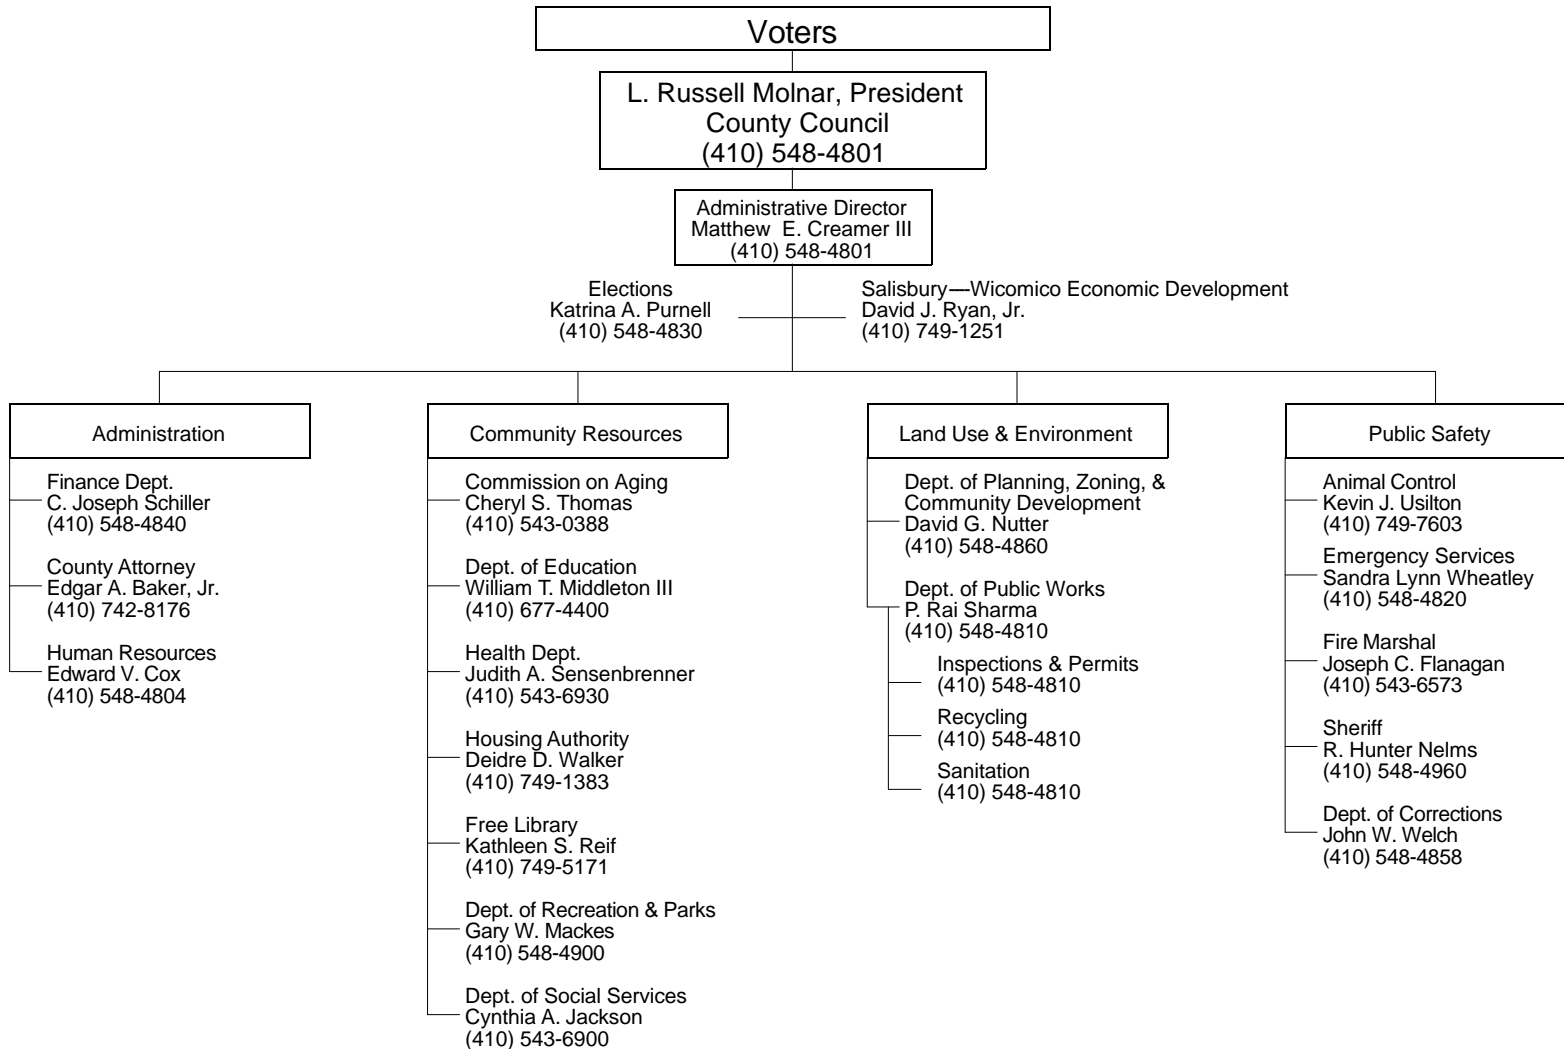 Voters
L. Russell Molnar, President
County Council
(410) 548-4801
Administrative Director
Matthew E. Creamer III
(410) 548-4801
Elections
Katrina A. Purnell
(410) 548-4830
Salisbury—Wicomico Economic Development
David J. Ryan, Jr.
(410) 749-1251
Administration
Finance Dept.
C. Joseph Schiller
(410) 548-4840
County Attorney
Edgar A. Baker, Jr.
(410) 742-8176
Human Resources
Edward V. Cox
(410) 548-4804
Community Resources
Commission on Aging
Cheryl S. Thomas
(410) 543-0388
Dept. of Education
William T. Middleton III
(410) 677-4400
Health Dept.
Judith A. Sensenbrenner
(410) 543-6930
Housing Authority
Deidre D. Walker
(410) 749-1383
Free Library
Kathleen S. Reif
(410) 749-5171
Dept. of Recreation & Parks
Gary W. Mackes
(410) 548-4900
Dept. of Social Services
Cynthia A. Jackson
(410) 543-6900
Land Use & Environment
Dept. of Planning, Zoning, &
Community Development
David G. Nutter
(410) 548-4860
Dept. of Public Works
P. Rai Sharma
(410) 548-4810
Inspections & Permits
(410) 548-4810
Recycling
(410) 548-4810
Sanitation
(410) 548-4810
Public Safety
Animal Control
Kevin J. Usilton
(410) 749-7603
Emergency Services
Sandra Lynn Wheatley
(410) 548-4820
Fire Marshal
Joseph C. Flanagan
(410) 543-6573
Sheriff
R. Hunter Nelms
(410) 548-4960
Dept. of Corrections
John W. Welch
(410) 548-4858